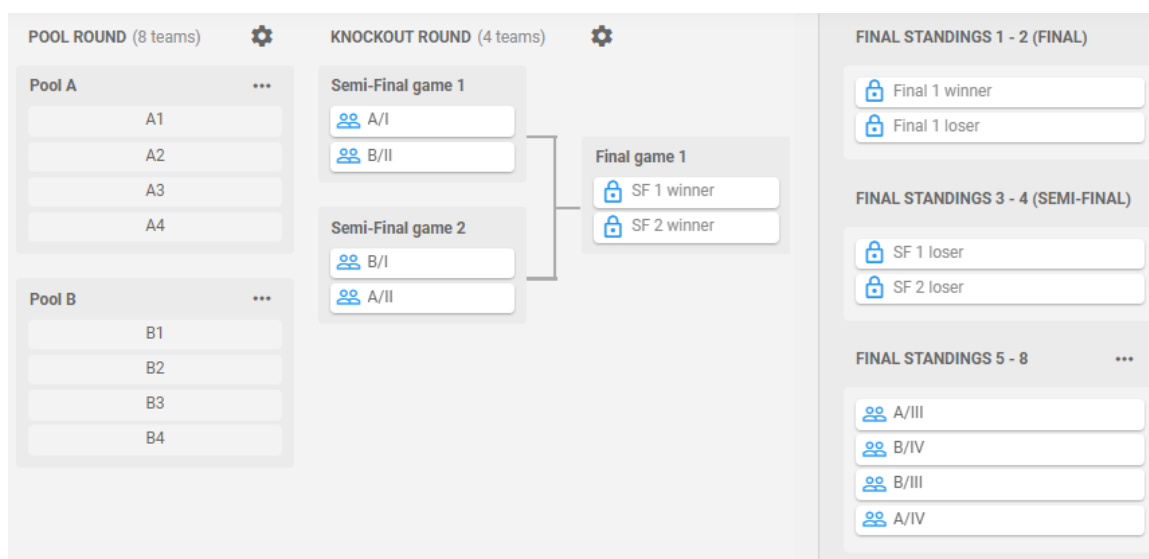 POOL ROUND (8 teams)
Pool A
A1
A2
A3
A4
Pool B
B1
B2
B3
B4
KNOCKOUT ROUND (4 teams)
Semi-Final game 1
A/I
B/II
Semi-Final game 2
B/I
A/II
Final game 1
SF 1 winner
SF 2 winner
FINAL STANDINGS 1 - 2 (FINAL)
Final 1 winner
Final 1 loser
FINAL STANDINGS 3 - 4 (SEMI-FINAL)
SF 1 loser
SF 2 loser
FINAL STANDINGS 5 - 8
A/III
B/IV
B/III
A/IV